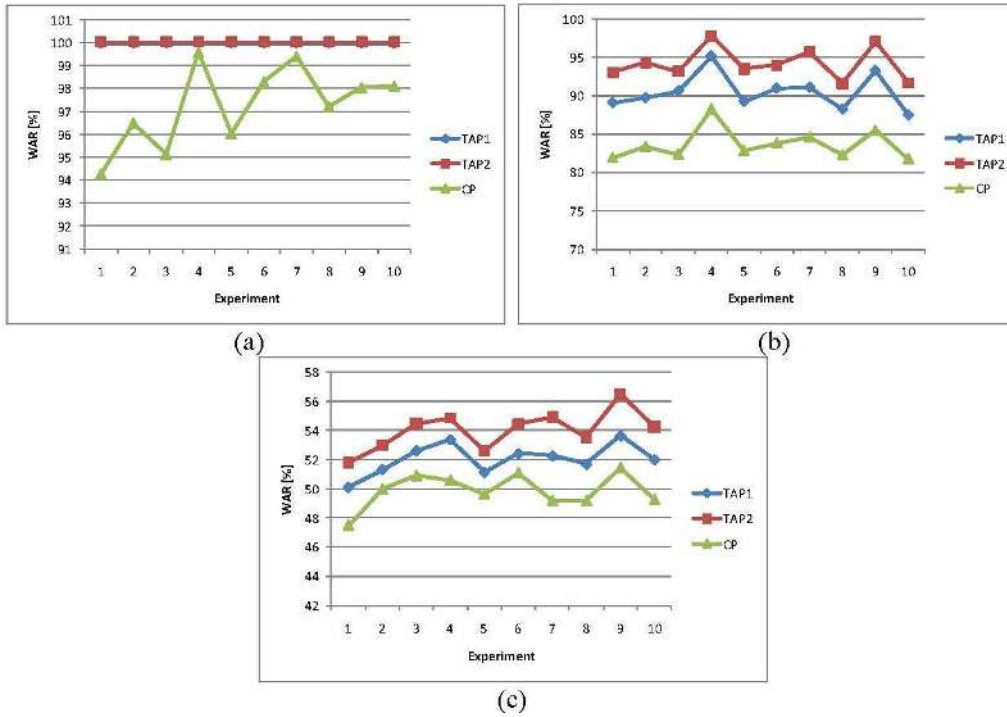 101
100
99
98
97
96
95
94
93
92
91
WAR [%]
1 2 3 4 5 6 7 8 9 10
Experiment
TAP1
TAP2
CP
(a)
100
95
90
85
80
75
70
WAR [%]
1 2 3 4 5 6 7 8 9 10
Experiment
TAP1
TAP2
CP
(b)
58
56
54
52
50
48
46
44
42
WAR [%]
1 2 3 4 5 6 7 8 9 10
Experiment
TAP1
TAP2
CP
(c)